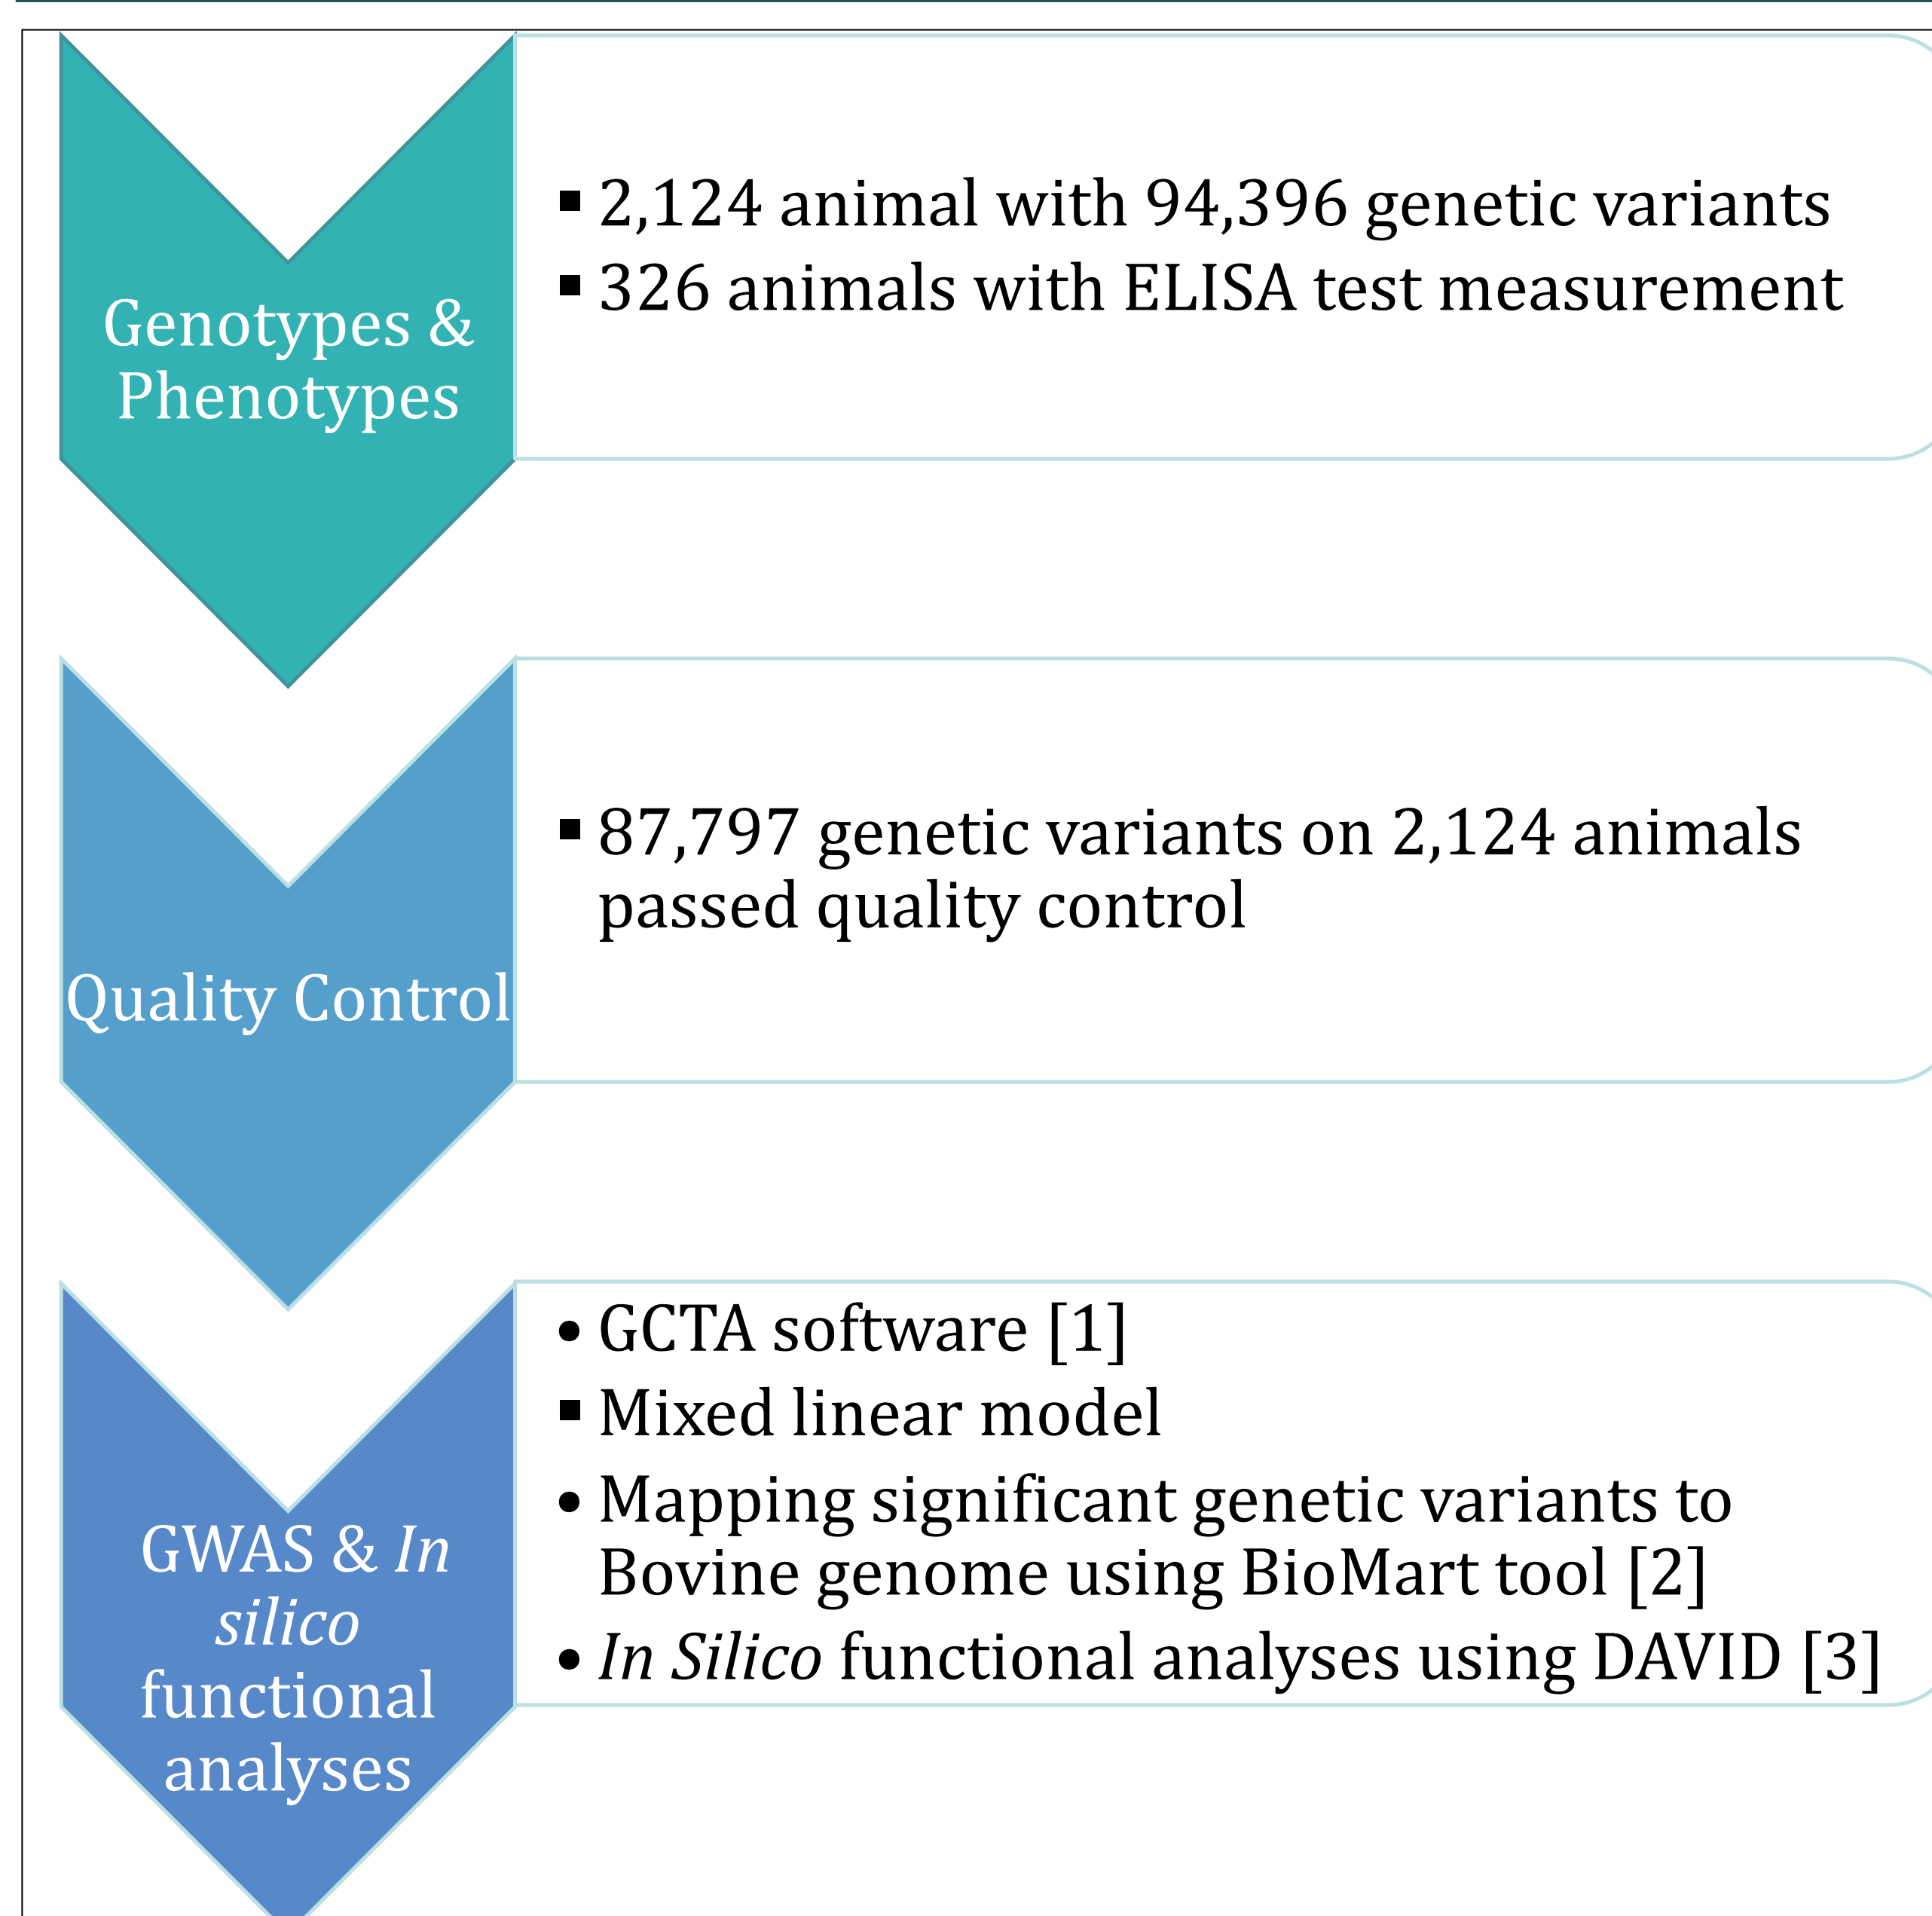 Genotypes &
Phenotypes
▪ 2,124 animal with 94,396 genetic variants
▪ 326 animals with ELISA test measurement
Quality Control
▪ 87,797 genetic variants on 2,124 animals
passed quality control
GWAS & In
silico
functional
analyses
• GCTA software [1]
▪ Mixed linear model
• Mapping significant genetic variants to
Bovine genome using BioMart tool [2]
• In Silico functional analyses using DAVID [3]